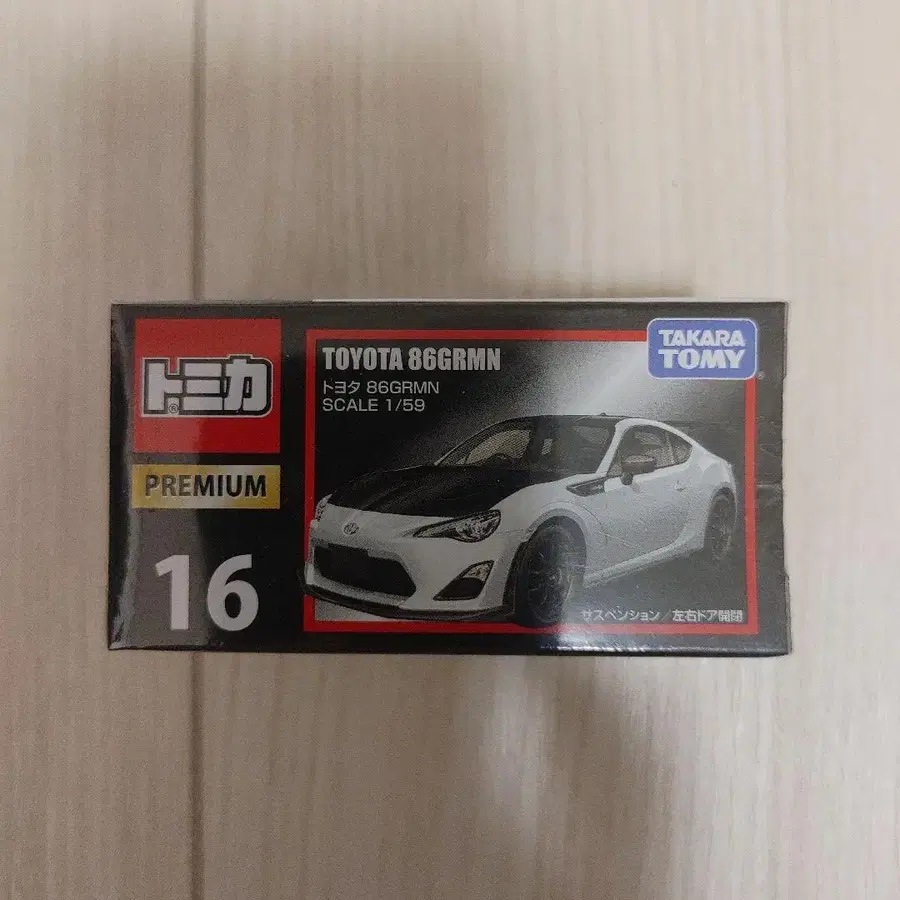 トミカ
PREMIUM
16
TOYOTA 86GRMN
トヨタ 86GRMN
SCALE 1/59
TAKARA
TOMY
サスペンション/左右ドア開閉